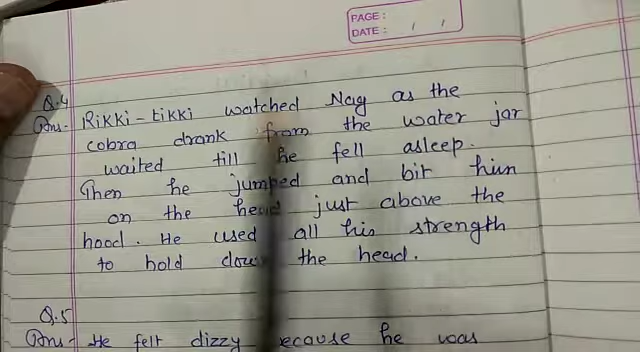 PAGE :
DATE : / /
Q.4
Ans- Rikki-tikki watched Nag as the
cobra drank from the water jar
waited till he fell asleep.
Then he jumped and bit him
on the head just above the
hood. He used all his strength
to hold down the head.
Q.5
Ans- He felt dizzy ecause he was